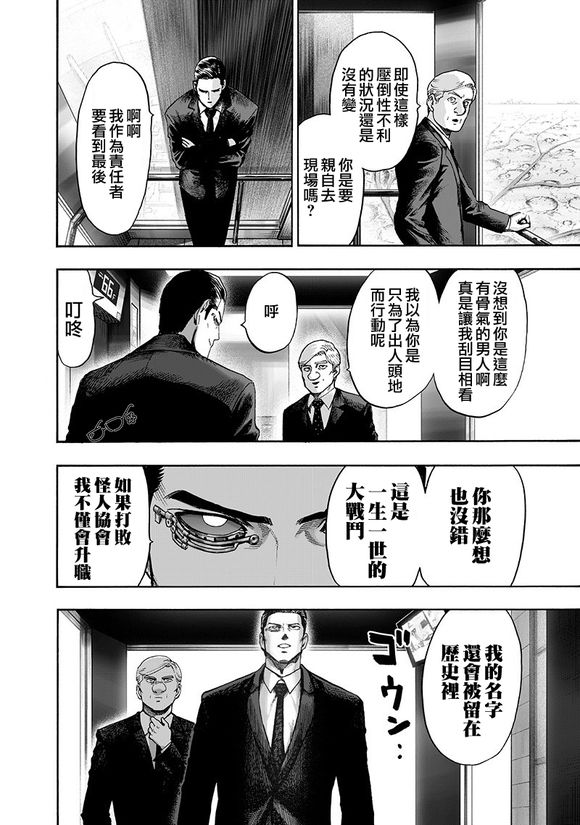 即使這樣
壓倒性不利
的狀況還是
沒有變
你是要
親自去
現場嗎？
啊啊
我作為責任者
要看到最後
沒想到你是這麼
有骨氣的男人啊
真是讓我刮目相看
我以為你是
只為了出人頭地
而行動呢
呼
-66
叮咚
你那麼想
也沒錯
這是
一生一世的
大戰鬥
如果打敗
怪人協會
我不僅會升職
我的名字
還會被留在
歷史裡
ゴウン‥